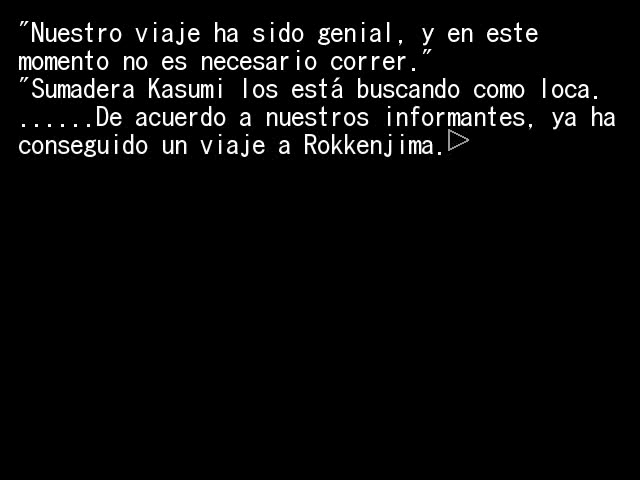 "Nuestro viaje ha sido genial, y en este
momento no es necesario correr."
"Sumadera Kasumi los está buscando como loca.
......De acuerdo a nuestros informantes, ya ha
conseguido un viaje a Rokkenjima.